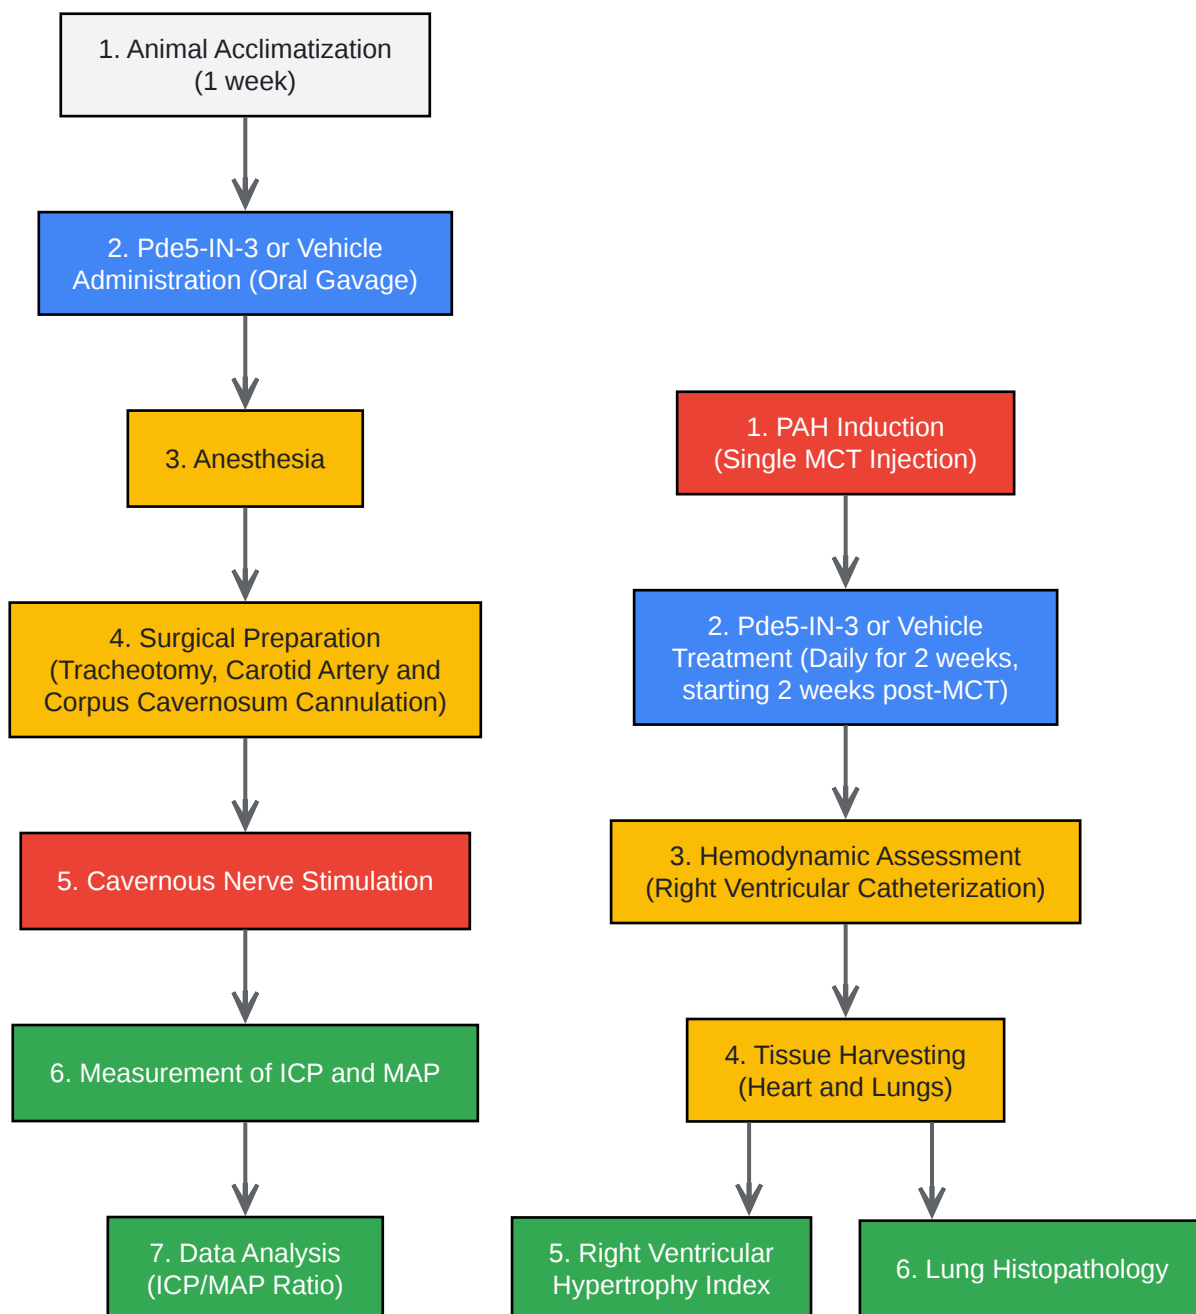 1. Animal Acclimatization
(1 week)
2. Pde5-IN-3 or Vehicle
Administration (Oral Gavage)
3. Anesthesia
4. Surgical Preparation
(Tracheotomy, Carotid Artery and
Corpus Cavernosum Cannulation)
5. Cavernous Nerve Stimulation
6. Measurement of ICP and MAP
7. Data Analysis
(ICP/MAP Ratio)
1. PAH Induction
(Single MCT Injection)
2. Pde5-IN-3 or Vehicle
Treatment (Daily for 2 weeks,
starting 2 weeks post-MCT)
3. Hemodynamic Assessment
(Right Ventricular Catheterization)
4. Tissue Harvesting
(Heart and Lungs)
5. Right Ventricular
Hypertrophy Index
6. Lung Histopathology